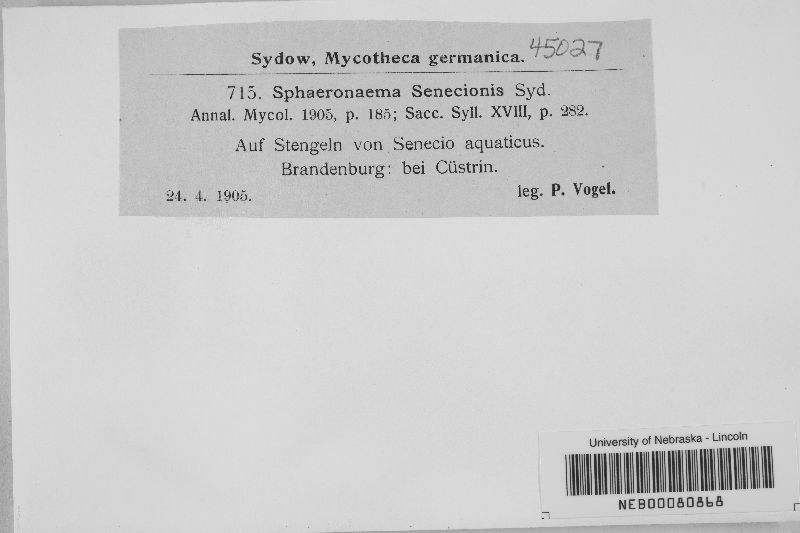 Sydow, Mycotheca germanica. 45027
715. Sphaeronaema Senecionis Syd.
Annal. Mycol. 1905, p. 185; Sacc. Syll. XVIII, p. 282.
Auf Stengeln von Senecio aquaticus.
Brandenburg: bei Cüstrin.
24. 4. 1905. leg. P. Vogel.
University of Nebraska - Lincoln
NEB00080868